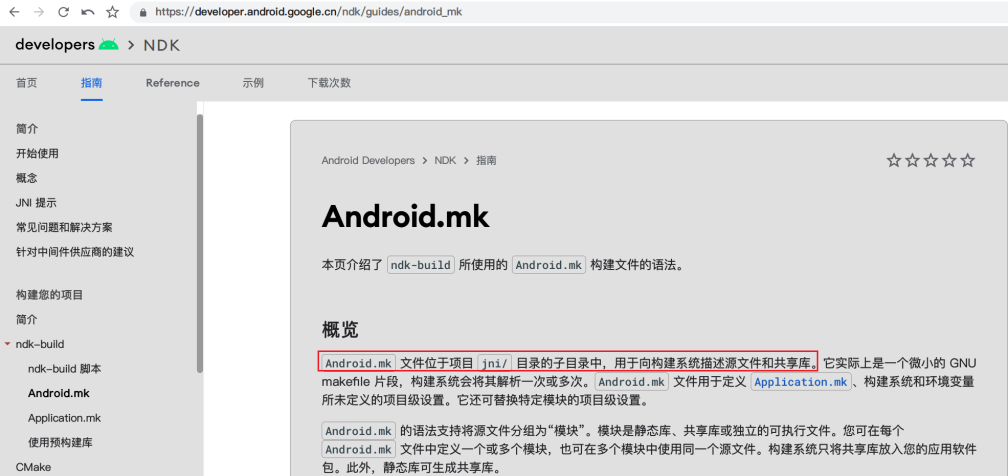 https://developer.android.google.cn/ndk/guides/android_mk
developers > NDK
首页 指南 Reference 示例 下载次数
简介
开始使用
概念
JNI 提示
常见问题和解决方案
针对中间件供应商的建议
构建您的项目
简介
ndk-build
ndk-build 脚本
Android.mk
Application.mk
使用预构建库
CMake
Android Developers > NDK > 指南
Android.mk
本页介绍了 ndk-build 所使用的 Android.mk 构建文件的语法。
概览
Android.mk 文件位于项目 jni/ 目录的子目录中，用于向构建系统描述源文件和共享库。它实际上是一个微小的 GNU
makefile 片段，构建系统会将其解析一次或多次。Android.mk 文件用于定义 Application.mk、构建系统和环境变量
所未定义的项目级设置。它还可替换特定模块的项目级设置。
Android.mk 的语法支持将源文件分组为“模块”。模块是静态库、共享库或独立的可执行文件。您可在每个
Android.mk 文件中定义一个或多个模块，也可在多个模块中使用同一个源文件。构建系统只将共享库放入您的应用软件
包。此外，静态库可生成共享库。